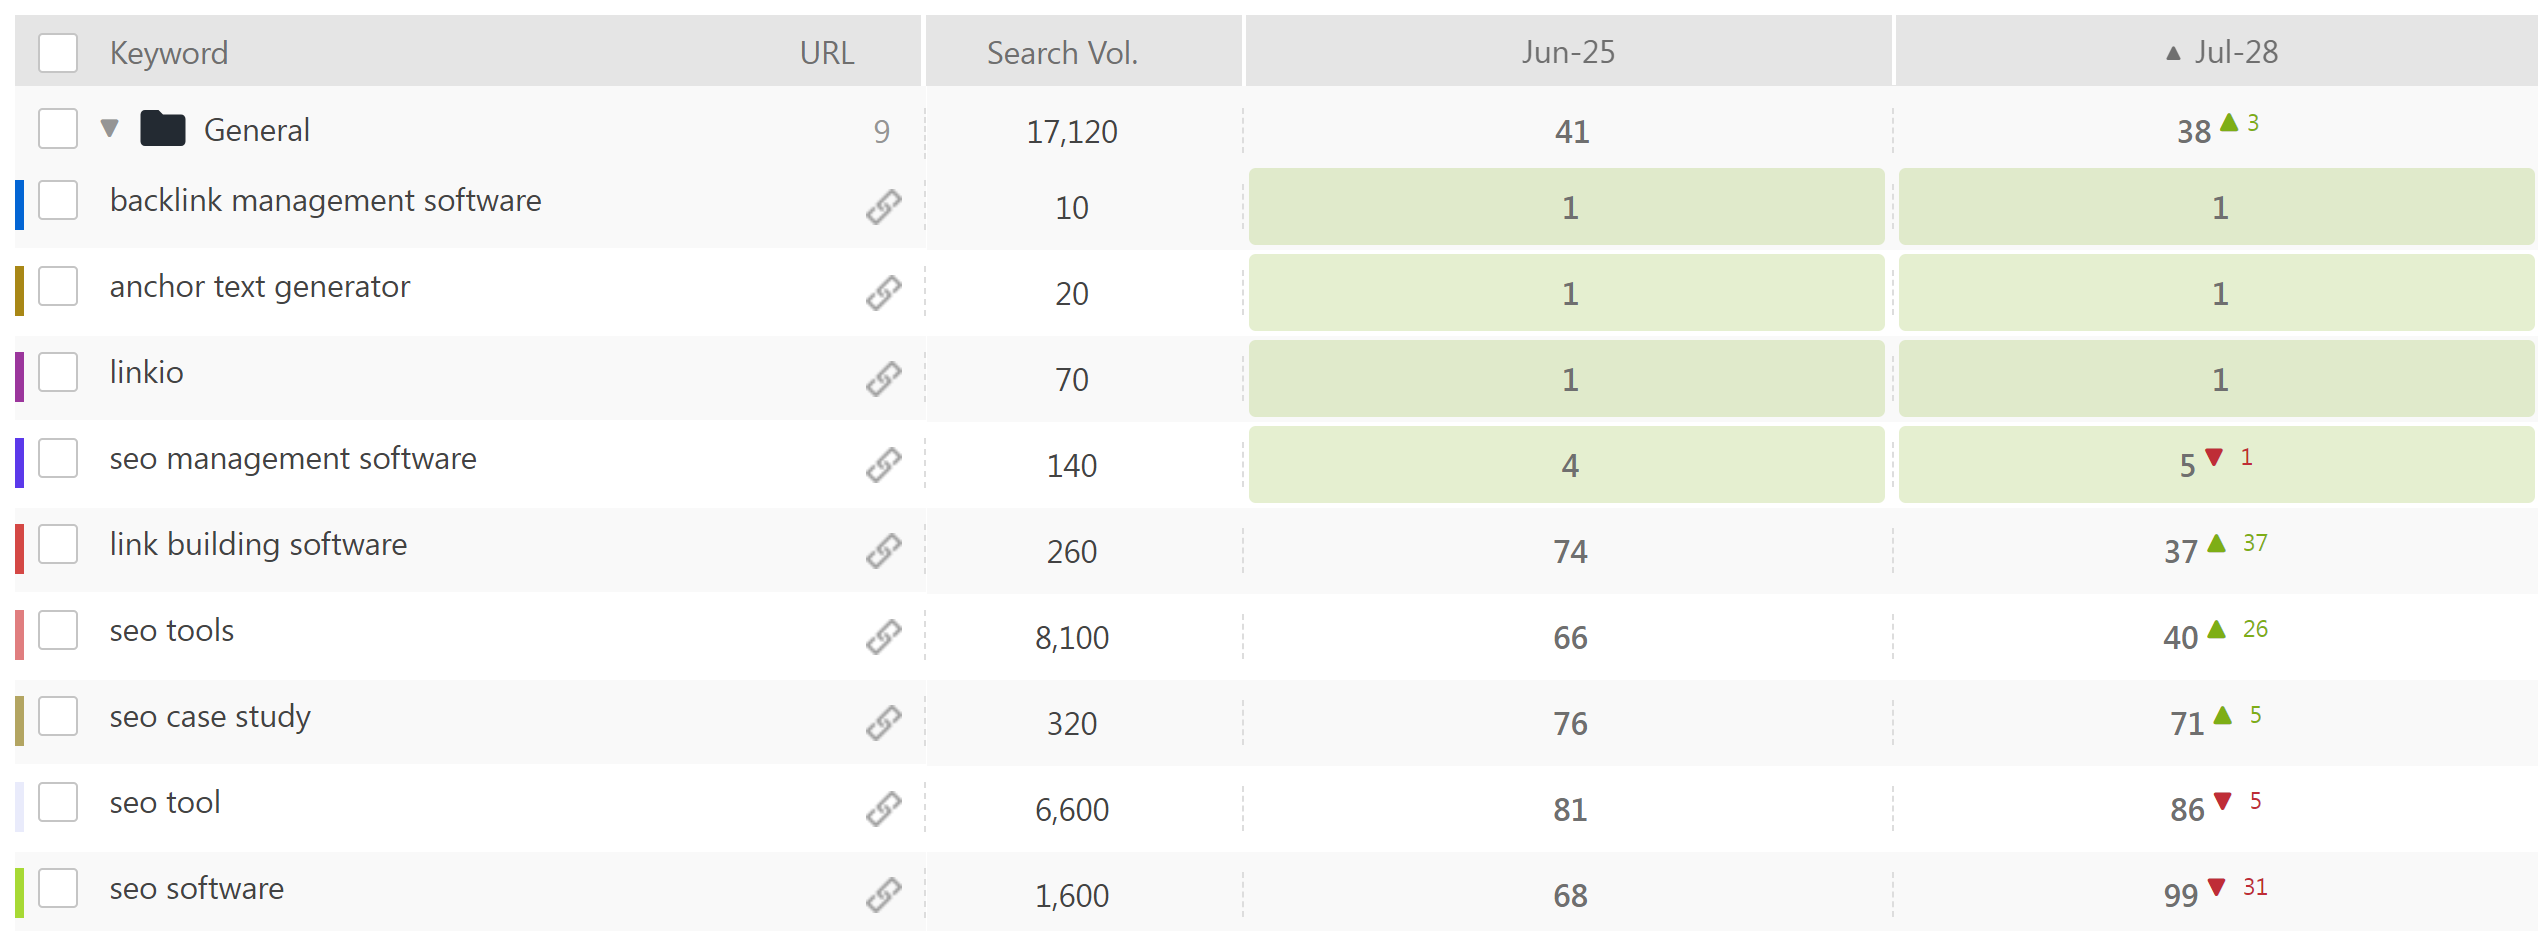 Keyword URL Search Vol. Jun-25 ▲ Jul-28
▼ General 9 17,120 41 38 ▲ 3
backlink management software 10 1 1
anchor text generator 20 1 1
linkio 70 1 1
seo management software 140 4 5 ▼ 1
link building software 260 74 37 ▲ 37
seo tools 8,100 66 40 ▲ 26
seo case study 320 76 71 ▲ 5
seo tool 6,600 81 86 ▼ 5
seo software 1,600 68 99 ▼ 31